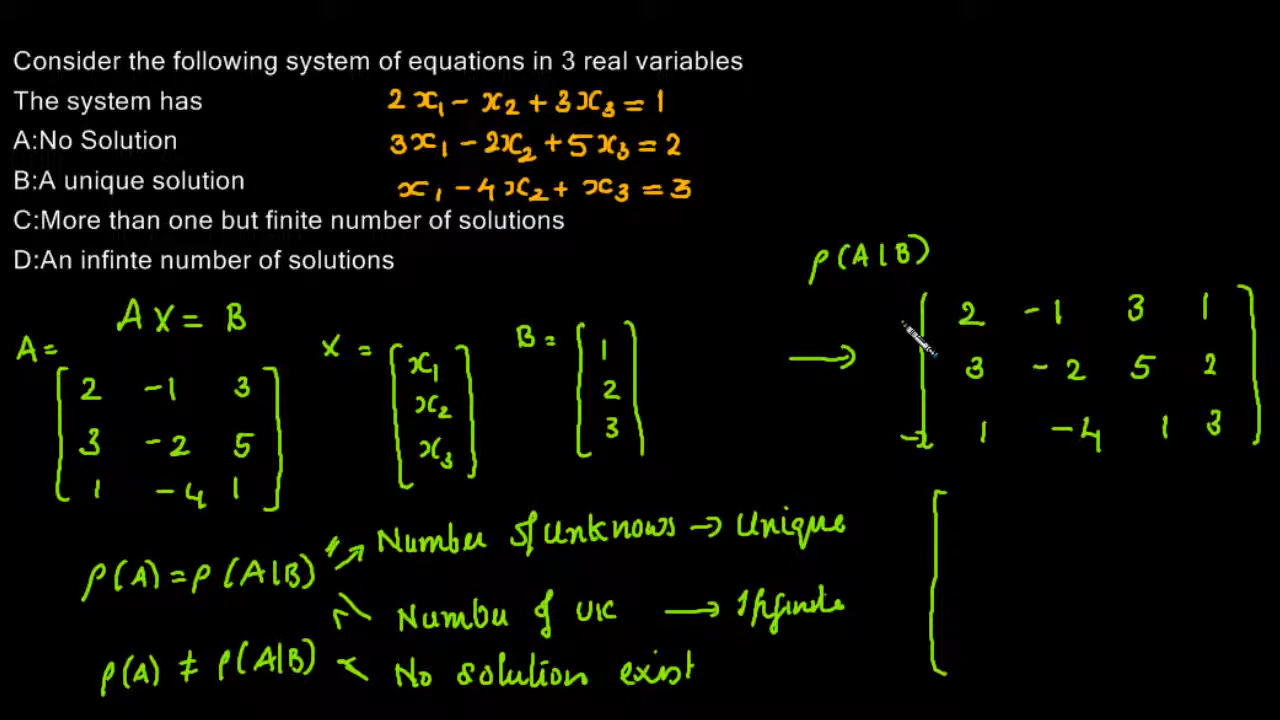 Consider the following system of equations in 3 real variables
The system has
2x₁ - x₂ + 3x₃ = 1
A:No Solution
3x₁ - 2x₂ + 5x₃ = 2
B:A unique solution
x₁ - 4x₂ + x₃ = 3
C:More than one but finite number of solutions
D:An infinte number of solutions
AX = B
A =
2 -1 3
3 -2 5
1 -4 1
X =
x₁
x₂
x₃
B =
1
2
3
→
ρ(A|B)
2 -1 3 1
3 -2 5 2
1 -4 1 3
ρ(A) = ρ(A|B)
Number of unknows → Unique
Number of UK → Infinite
ρ(A) ≠ ρ(A|B)
No solution exist